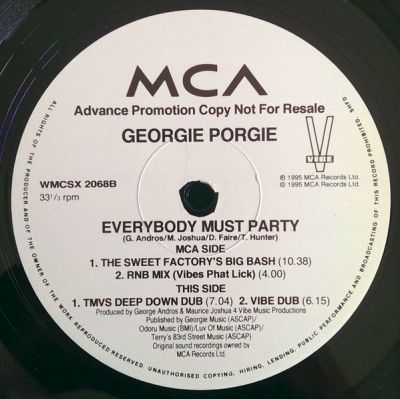 MCA
Advance Promotion Copy Not For Resale
GEORGIE PORGIE
V
VIBE
℗ 1995 MCA Records Ltd.
© 1995 MCA Records Ltd.
WMCSX 2068B
33 1/3 rpm
EVERYBODY MUST PARTY
(G. Andros/M. Joshua/D. Faire/T. Hunter)
MCA SIDE
1. THE SWEET FACTORY'S BIG BASH (10.38)
2. RNB MIX (Vibes Phat Lick) (4.00)
THIS SIDE
1. TMVS DEEP DOWN DUB (7.04) 2. VIBE DUB (6.15)
Produced by George Andros & Maurice Joshua 4 Vibe Music Productions
Published by Georgie Music (ASCAP)/
Odoru Music (BMI)/Luv Of Music (ASCAP)/
Terry's 83rd Street Music (ASCAP)
Original sound recordings owned by
MCA Records Ltd.
ALL RIGHTS OF THE PRODUCER AND OF THE OWNER OF THE WORK REPRODUCED RESERVED. UNAUTHORISED COPYING, HIRING, LENDING, PUBLIC PERFORMANCE AND BROADCASTING OF THIS RECORD PROHIBITED.